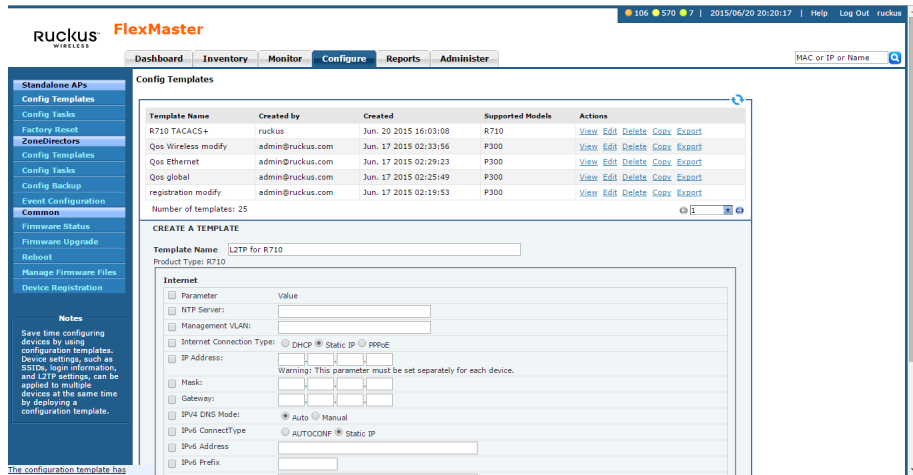 106 570 7 | 2015/06/20 20:20:17 | Help Log Out ruckus
RUCKUS WIRELESS FlexMaster
Dashboard Inventory Monitor Configure Reports Administer
MAC or IP or Name
Standalone APs
Config Templates
Config Tasks
Factory Reset
ZoneDirectors
Config Templates
Config Tasks
Config Backup
Event Configuration
Common
Firmware Status
Firmware Upgrade
Reboot
Manage Firmware Files
Device Registration
Notes
Save time configuring
devices by using
configuration templates.
Device settings, such as
SSIDs, login information,
and L2TP settings, can be
applied to multiple
devices at the same time
by deploying a
configuration template.
The configuration template has
Config Templates
Template Name Created by Created Supported Models Actions
R710 TACACS+ ruckus Jun. 20 2015 16:03:08 R710 View Edit Delete Copy Export
Qos Wireless modify admin@ruckus.com Jun. 17 2015 02:33:56 P300 View Edit Delete Copy Export
Qos Ethernet admin@ruckus.com Jun. 17 2015 02:29:23 P300 View Edit Delete Copy Export
Qos global admin@ruckus.com Jun. 17 2015 02:25:49 P300 View Edit Delete Copy Export
registration modify admin@ruckus.com Jun. 17 2015 02:19:53 P300 View Edit Delete Copy Export
Number of templates: 25 1
CREATE A TEMPLATE
Template Name L2TP for R710
Product Type: R710
Internet
Parameter Value
NTP Server:
Management VLAN:
Internet Connection Type: DHCP Static IP PPPoE
IP Address: . . .
Warning: This parameter must be set separately for each device.
Mask: . . .
Gateway: . . .
IPV4 DNS Mode: Auto Manual
IPv6 ConnectType AUTOCONF Static IP
IPv6 Address
IPv6 Prefix